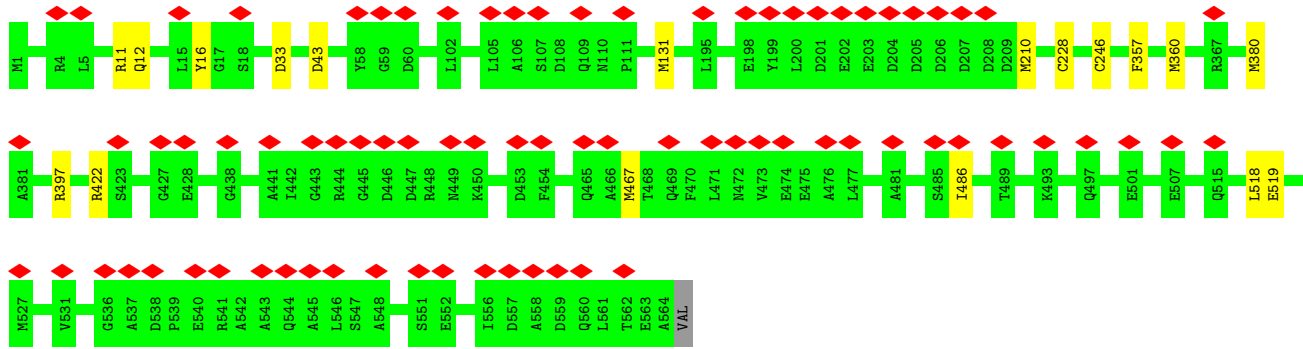 M1 R4 L5 R11 Q12 L15 Y16 G17 S18 D33 D43 Y58 G59 D60 L102 L105 A106 S107 D108 Q109 N110 P111 M131 L195 E198 Y199 L200 D201 E202 E203 D204 D205 D206 D207 D208 D209 M210 C228 C246 F357 M360 R367 M380
A381 R397 R422 S423 G427 E428 G438 A441 I442 G443 R444 G445 D446 D447 R448 N449 K450 D453 F454 Q465 A466 M467 T468 Q469 F470 L471 N472 V473 E474 E475 A476 L477 A481 S485 I486 T489 K493 Q497 E501 E507 Q515 L518 E519
M527 V531 G536 A537 D538 P539 E540 R541 A542 A543 Q544 A545 L546 S547 A548 S551 E552 I556 D557 A558 D559 Q560 L561 T562 E563 A564 VAL